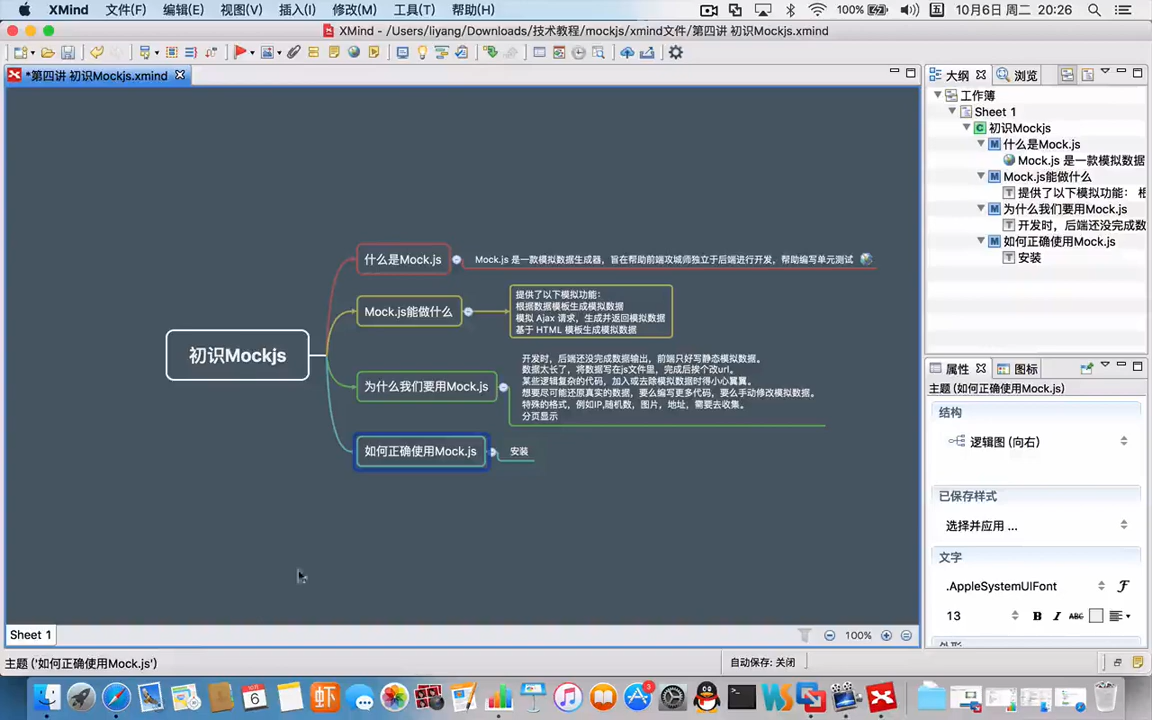 XMind 文件(F) 编辑(E) 视图(V) 插入(I) 修改(M) 工具(T) 帮助(H) 100% 五 10月6日 周二 20:26
XMind - /Users/liyang/Downloads/技术教程/mockjs/xmind文件/第四讲 初识Mockjs.xmind
*第四讲 初识Mockjs.xmind
初识Mockjs
什么是Mock.js
Mock.js 是一款模拟数据生成器，旨在帮助前端攻城师独立于后端进行开发，帮助编写单元测试
Mock.js能做什么
提供了以下模拟功能：
根据数据模板生成模拟数据
模拟 Ajax 请求，生成并返回模拟数据
基于 HTML 模板生成模拟数据
为什么我们要用Mock.js
开发时，后端还没完成数据输出，前端只好写静态模拟数据。
数据太长了，将数据写在js文件里，完成后挨个改url。
某些逻辑复杂的代码，加入或去除模拟数据时得小心翼翼。
想要尽可能还原真实的数据，要么编写更多代码，要么手动修改模拟数据。
特殊的格式，例如IP,随机数，图片，地址，需要去收集。
分页显示
如何正确使用Mock.js
安装
大纲 浏览
工作簿
Sheet 1
C 初识Mockjs
M 什么是Mock.js
Mock.js 是一款模拟数据
M Mock.js能做什么
T 提供了以下模拟功能： 根
M 为什么我们要用Mock.js
T 开发时，后端还没完成数
M 如何正确使用Mock.js
T 安装
属性 图标
主题 (如何正确使用Mock.js)
结构
逻辑图 (向右)
已保存样式
选择并应用 ...
文字
.AppleSystemUIFont
13 B I ABC
外形
Sheet 1
100%
主题 ('如何正确使用Mock.js')
自动保存: 关闭
6
虾
3